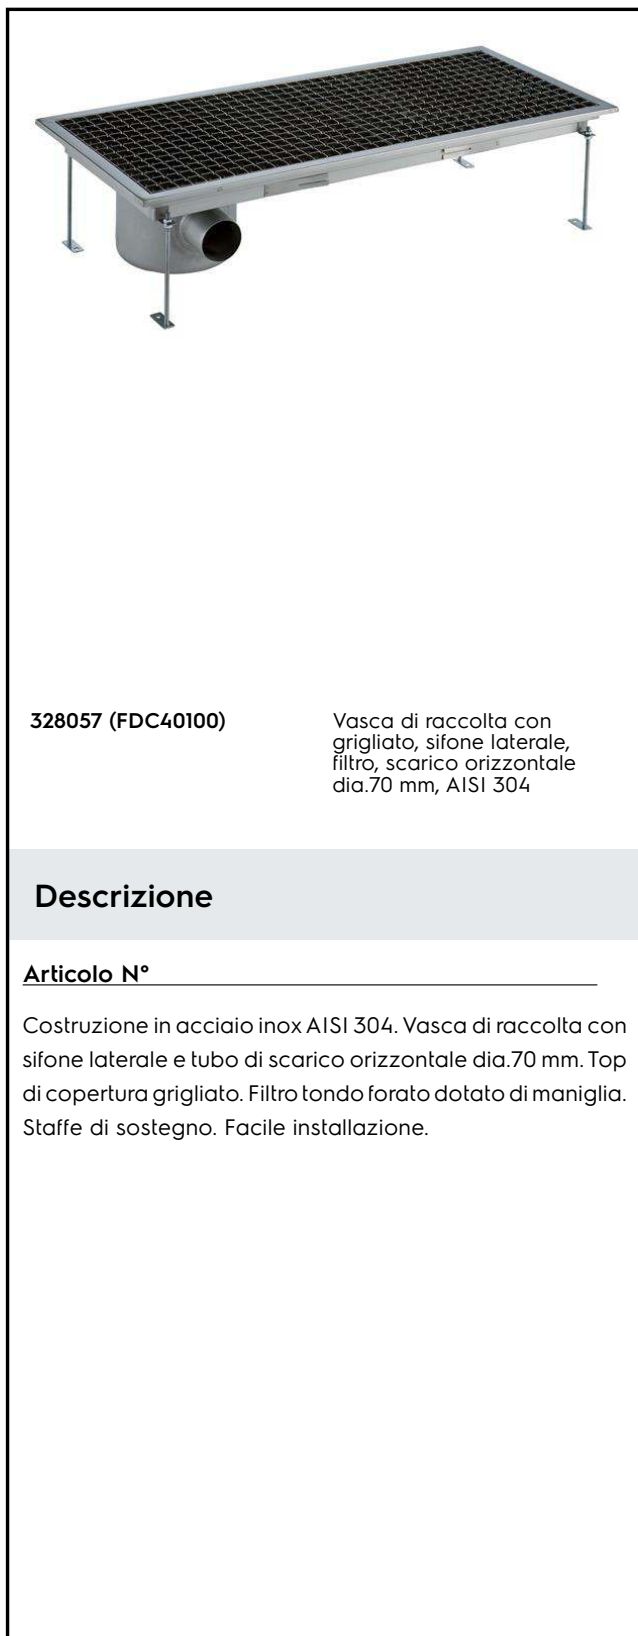 328057 (FDC40100)
Vasca di raccolta con
grigliato, sifone laterale,
filtro, scarico orizzontale
dia.70 mm, AISI 304
Descrizione
Articolo N°
Costruzione in acciaio inox AISI 304. Vasca di raccolta con
sifone laterale e tubo di scarico orizzontale dia.70 mm. Top
di copertura grigliato. Filtro tondo forato dotato di maniglia.
Staffe di sostegno. Facile installazione.